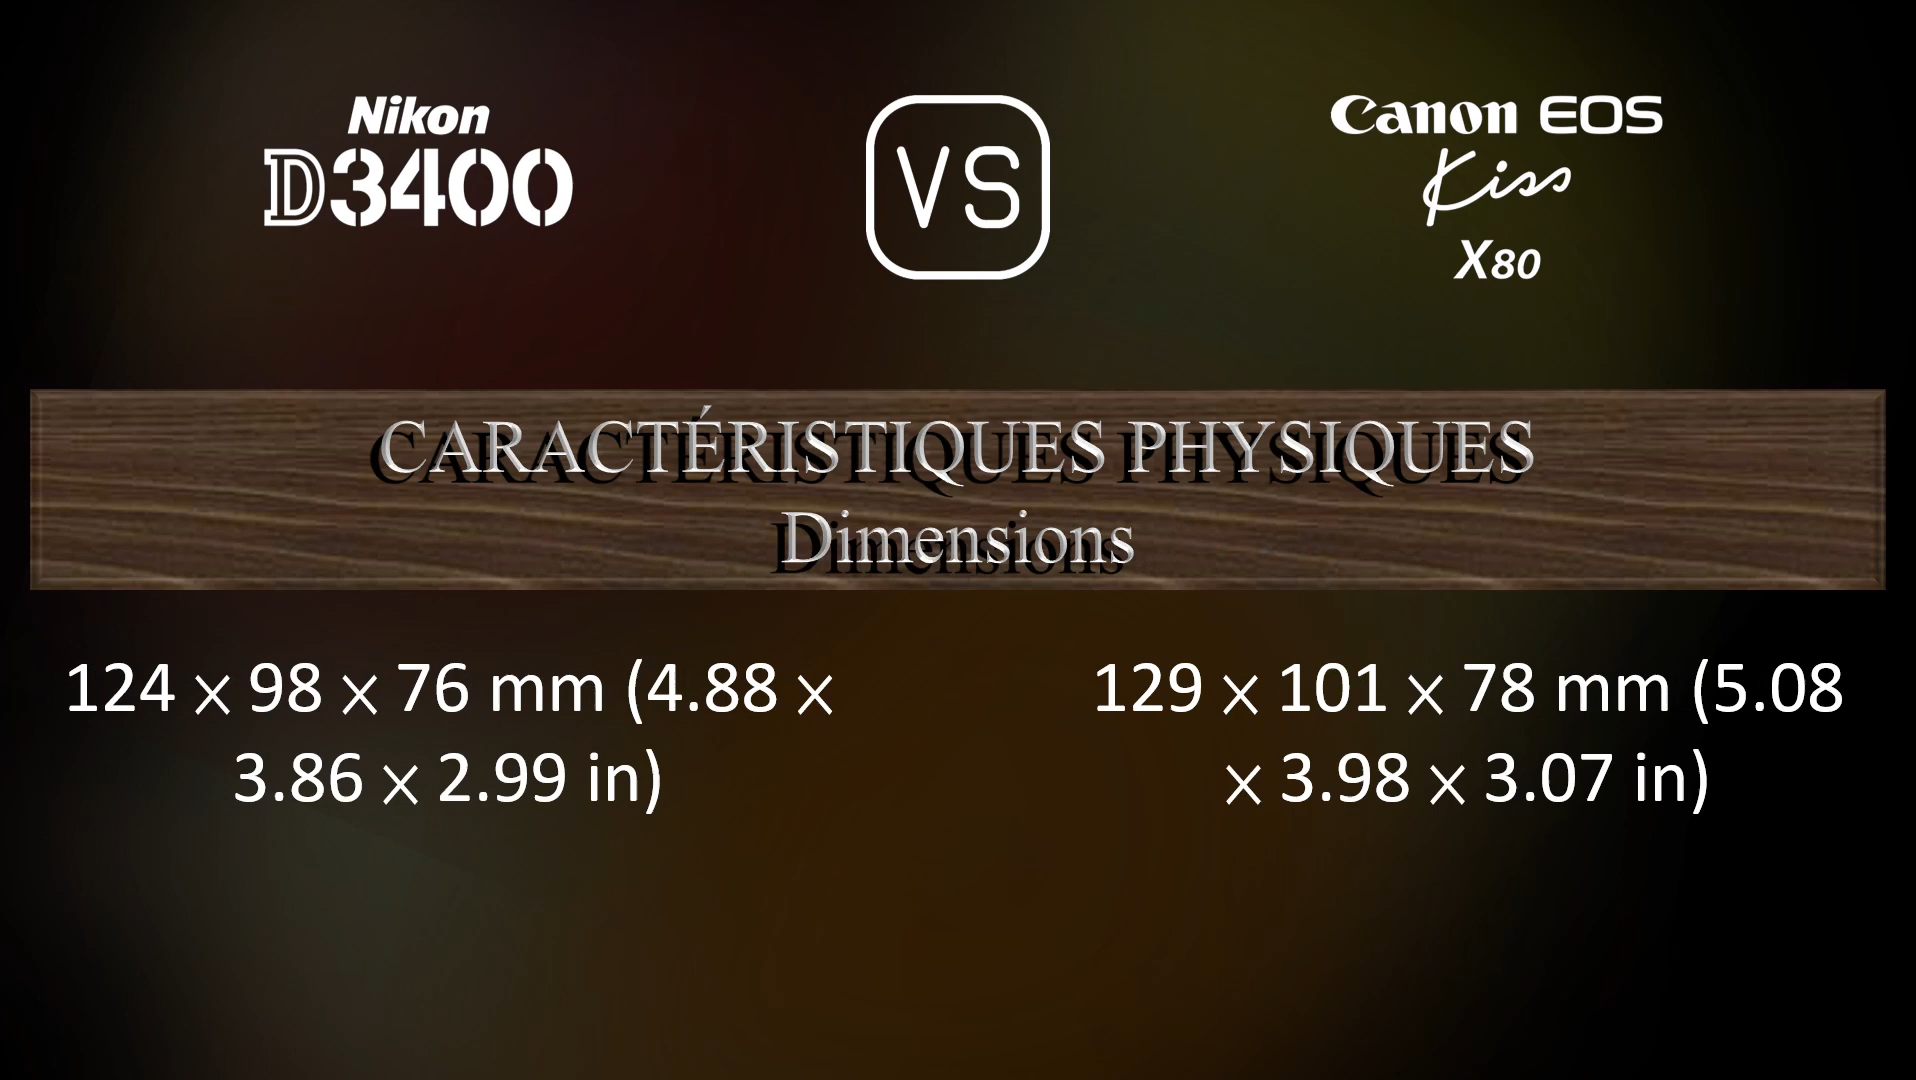 Nikon
D3400
VS
Canon EOS
Kiss
X80
CARACTÉRISTIQUES PHYSIQUES
Dimensions
124 x 98 x 76 mm (4.88 x
3.86 x 2.99 in)
129 x 101 x 78 mm (5.08
x 3.98 x 3.07 in)